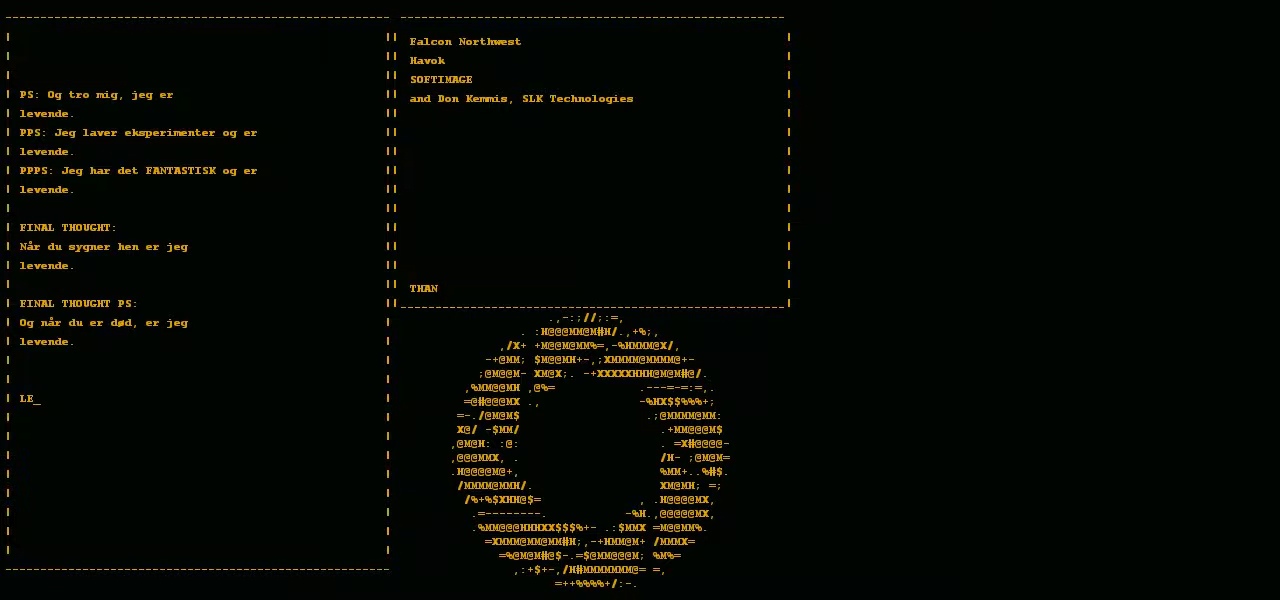 PS: Og tro mig, jeg er
levende.
PPS: Jeg laver eksperimenter og er
levende.
PPPS: Jeg har det FANTASTISK og er
levende.
FINAL THOUGHT:
Når du sygner hen er jeg
levende.
FINAL THOUGHT PS:
Og når du er død, er jeg
levende.
LE_
Falcon Northwest
Havok
SOFTIMAGE
and Don Kemmis, SLK Technologies
THAN